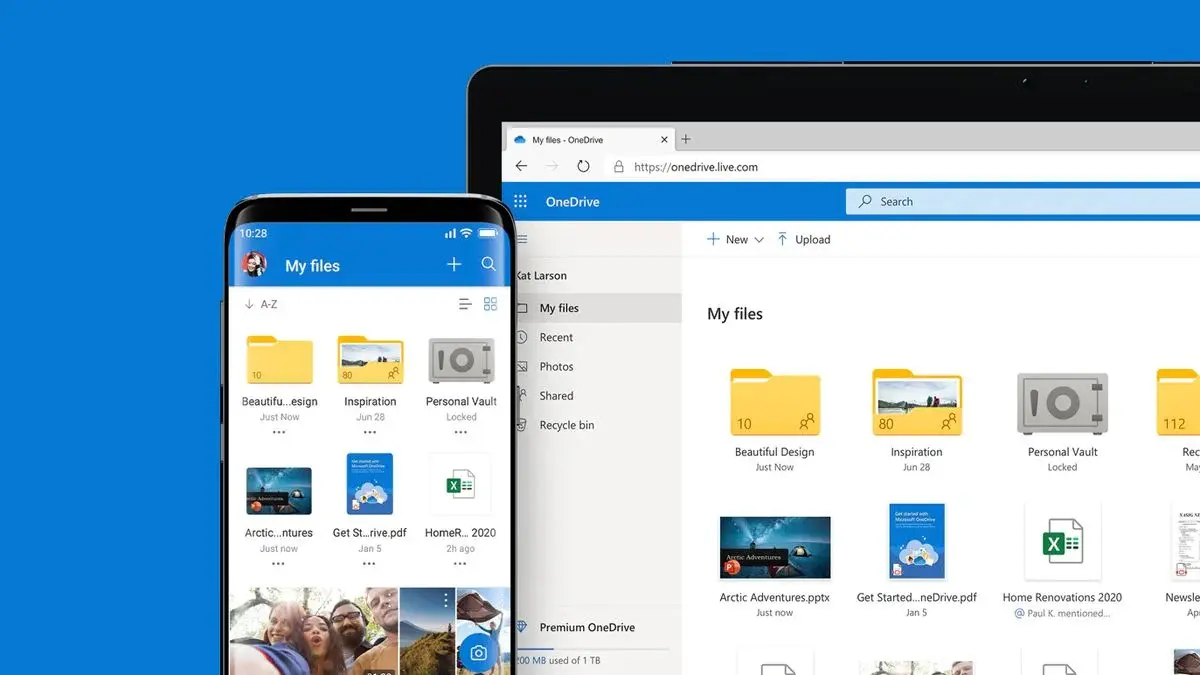 10:28
My files
A-Z
10
Beautifu...esign
Just Now
80
Inspiration
Jun 28
Personal Vault
Locked
Arctic Adventures
Arctic...ntures
Just now
Get started with
Microsoft OneDrive
Get St...rive.pdf
Jan 5
X
HomeR... 2020
2h ago
My files - OneDrive
https://onedrive.live.com
OneDrive
Search
New
Upload
Kat Larson
My files
Recent
Photos
Shared
Recycle bin
Premium OneDrive
200 MB used of 1 TB
My files
10
Beautiful Design
Just Now
80
Inspiration
Jun 28
Personal Vault
Locked
112
Rec
May
Arctic Adventures
P
Arctic Adventures.pptx
Just now
Get started with
Microsoft OneDrive
Get Started...neDrive.pdf
Jan 5
X
Home Renovations 2020
@ Paul K. mentioned...
NASIG NE
Newsle
Apr